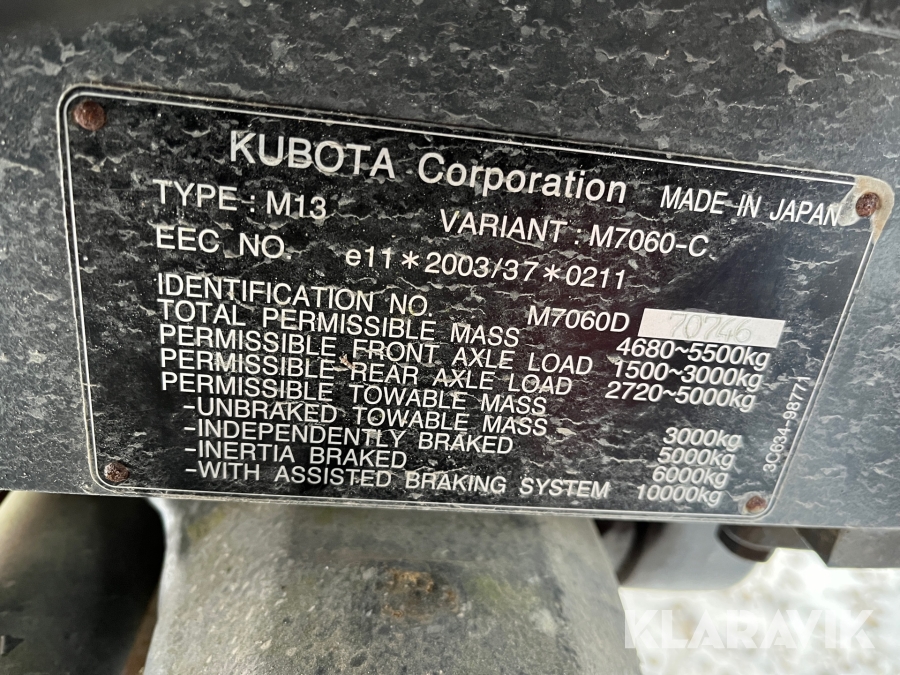 KUBOTA Corporation MADE IN JAPAN
TYPE : M13 VARIANT : M7060-C
EEC NO. e11*2003/37*0211
IDENTIFICATION NO. M7060D 70746
TOTAL PERMISSIBLE MASS 4680~5500kg
PERMISSIBLE FRONT AXLE LOAD 1500~3000kg
PERMISSIBLE REAR AXLE LOAD 2720~5000kg
PERMISSIBLE TOWABLE MASS
-UNBRAKED TOWABLE MASS 3000kg
-INDEPENDENTLY BRAKED 5000kg
-INERTIA BRAKED 6000kg
-WITH ASSISTED BRAKING SYSTEM 10000kg
3C634-98771
KLARAVIK